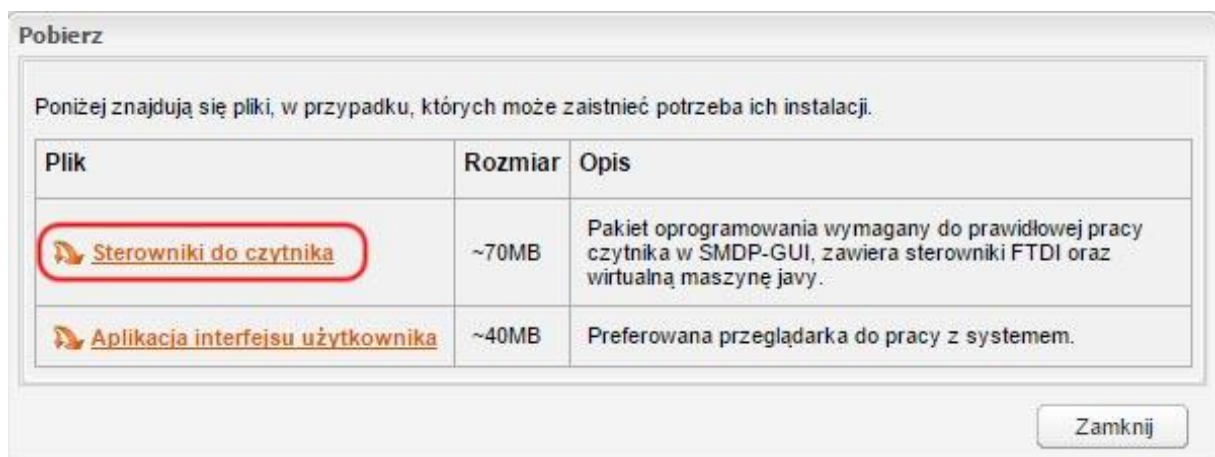 Pobierz
Poniżej znajdują się pliki, w przypadku, których może zaistnieć potrzeba ich instalacji.
Plik Rozmiar Opis
Sterowniki do czytnika ~70MB Pakiet oprogramowania wymagany do prawidłowej pracy
czytnika w SMDP-GUI, zawiera sterowniki FTDI oraz
wirtualną maszynę javy.
Aplikacja interfejsu użytkownika ~40MB Preferowana przeglądarka do pracy z systemem.
Zamknij